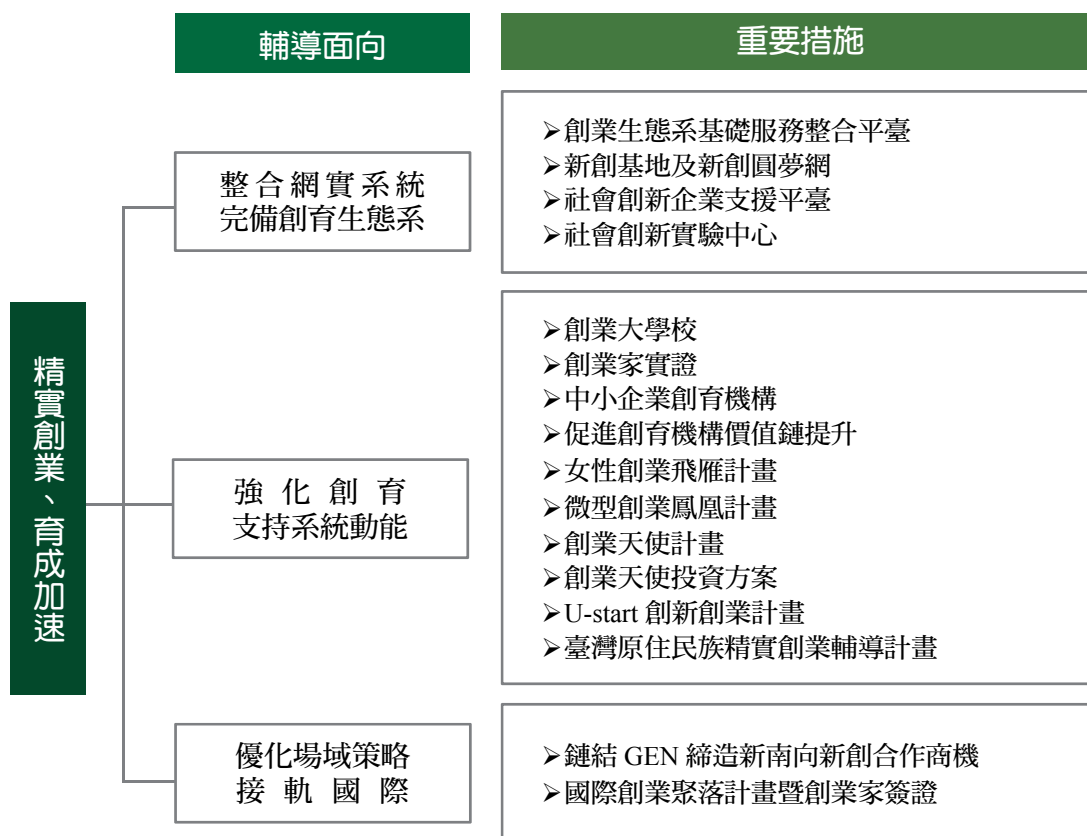 輔導面向
重要措施
精實創業、育成加速
整合網實系統
完備創育生態系
➢創業生態系基礎服務整合平臺
➢新創基地及新創圓夢網
➢社會創新企業支援平臺
➢社會創新實驗中心
強化創育
支持系統動能
➢創業大學校
➢創業家實證
➢中小企業創育機構
➢促進創育機構價值鏈提升
➢女性創業飛雁計畫
➢微型創業鳳凰計畫
➢創業天使計畫
➢創業天使投資方案
➢U-start 創新創業計畫
➢臺灣原住民族精實創業輔導計畫
優化場域策略
接軌國際
➢鏈結 GEN 締造新南向新創合作商機
➢國際創業聚落計畫暨創業家簽證